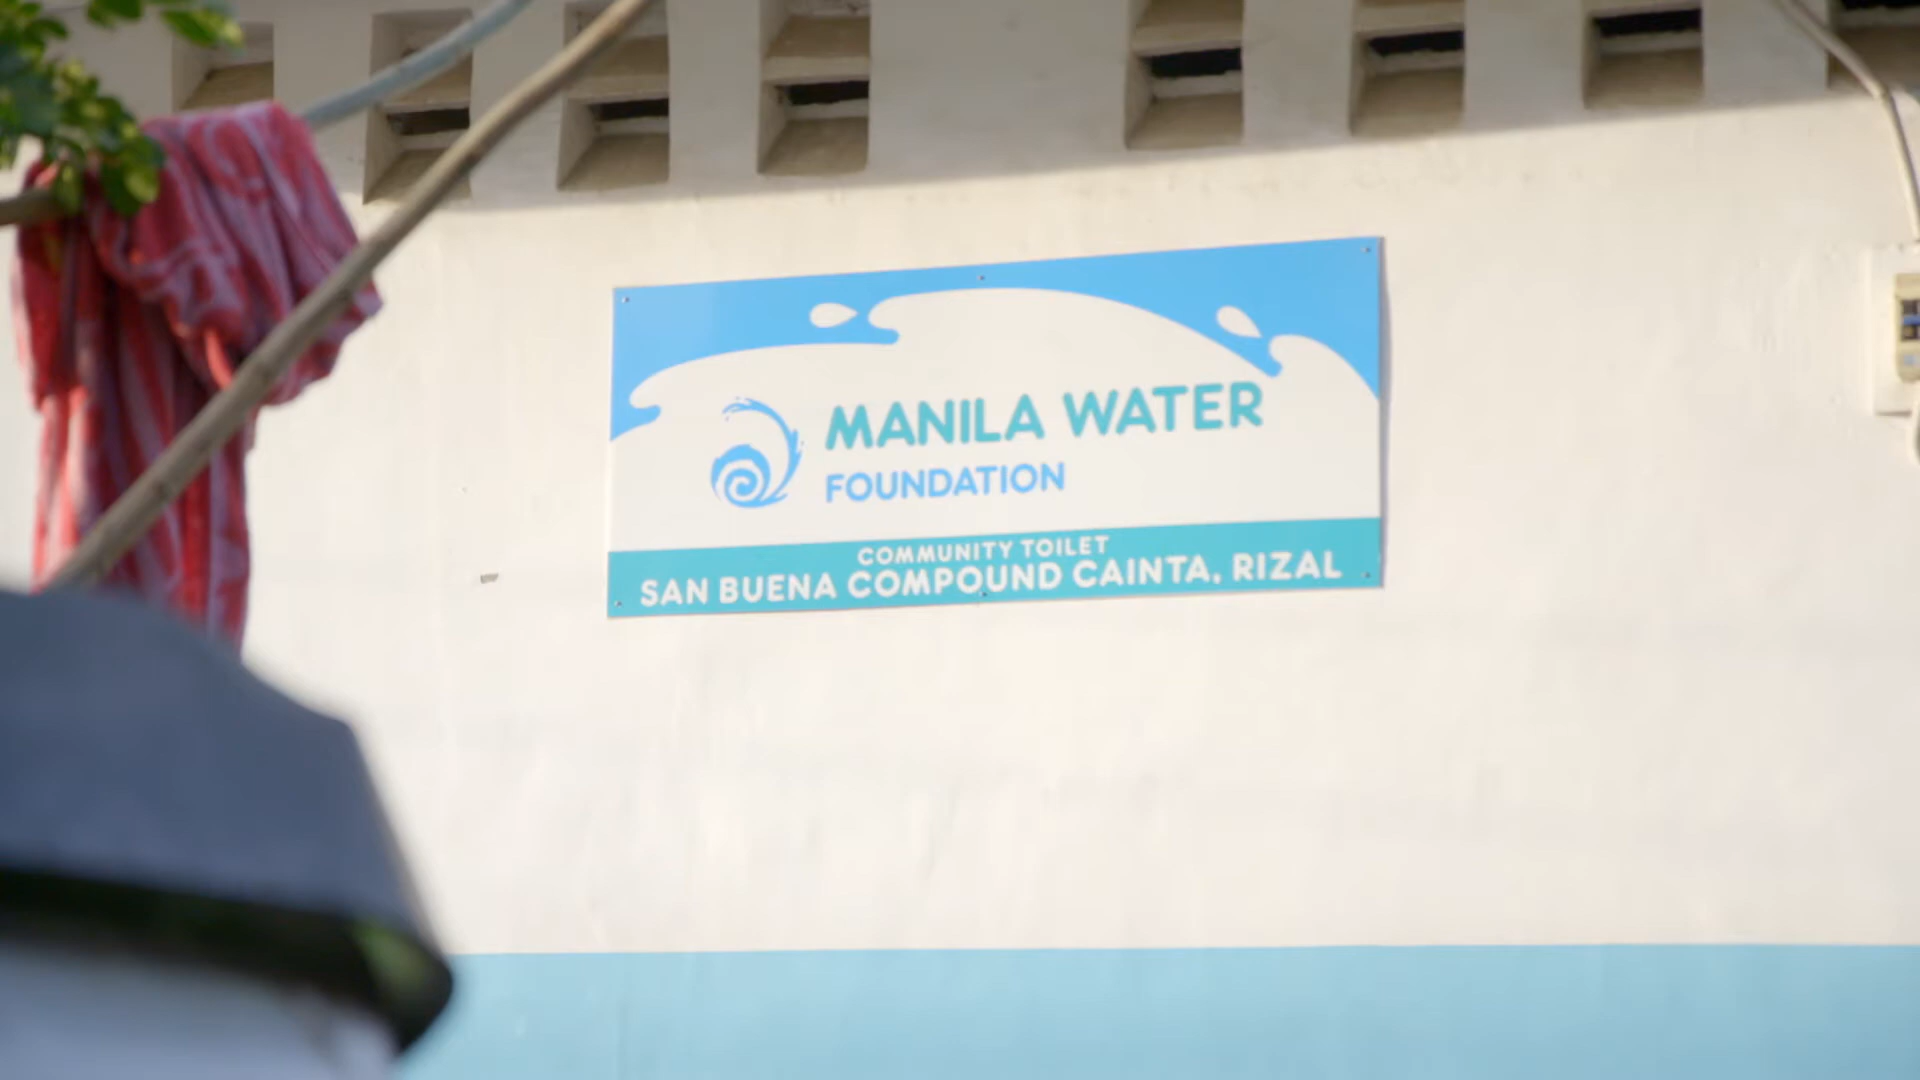 MANILA WATER
FOUNDATION
COMMUNITY TOILET
SAN BUENA COMPOUND CAINTA, RIZAL